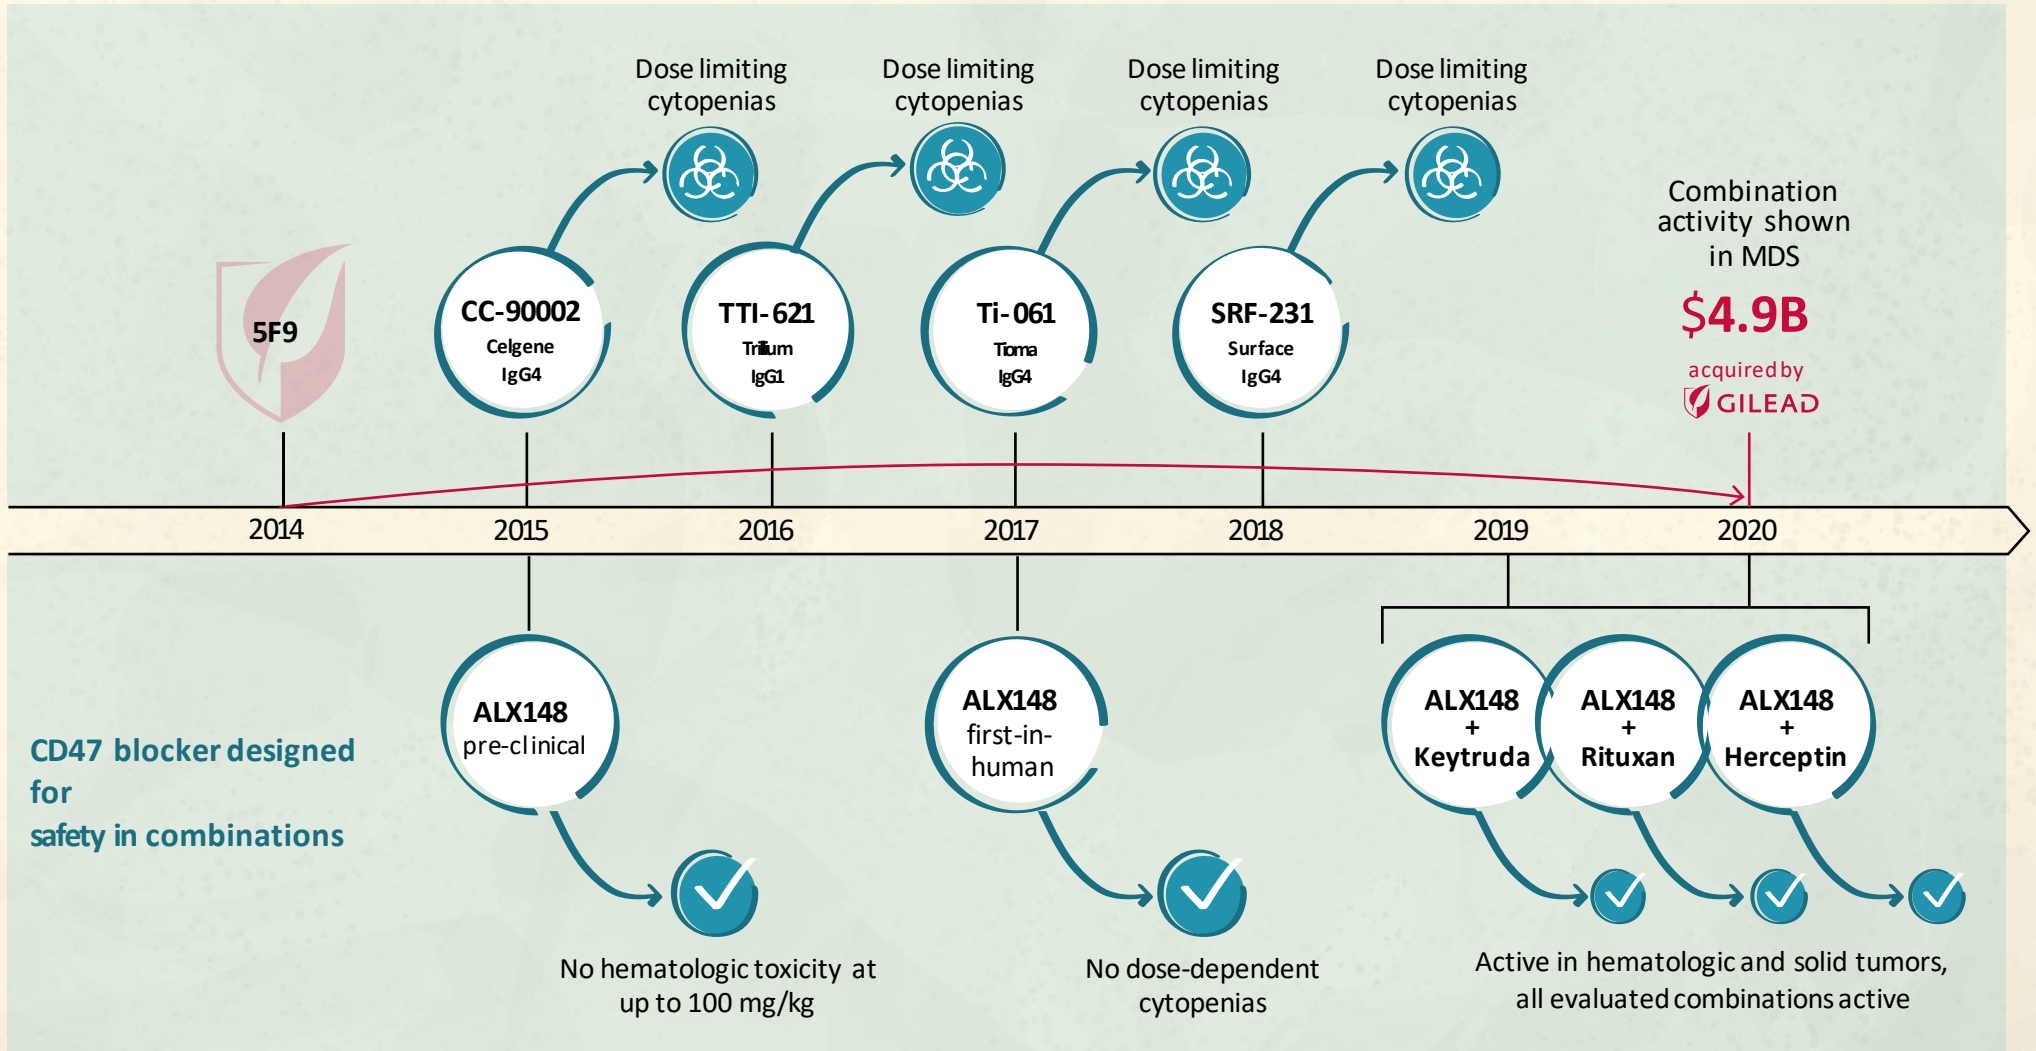 Dose limiting
cytopenias
Dose limiting
cytopenias
Dose limiting
cytopenias
Dose limiting
cytopenias
5F9
CC-90002
Celgene
IgG4
TTI-621
Trillium
IgG1
Ti-061
Tioma
IgG4
SRF-231
Surface
IgG4
Combination
activity shown
in MDS
$4.9B
acquired by
GILEAD
2014
2015
2016
2017
2018
2019
2020
CD47 blocker designed
for
safety in combinations
ALX148
pre-clinical
No hematologic toxicity at
up to 100 mg/kg
ALX148
first-in-
human
No dose-dependent
cytopenias
ALX148
+
Keytruda
ALX148
+
Rituxan
ALX148
+
Herceptin
Active in hematologic and solid tumors,
all evaluated combinations active